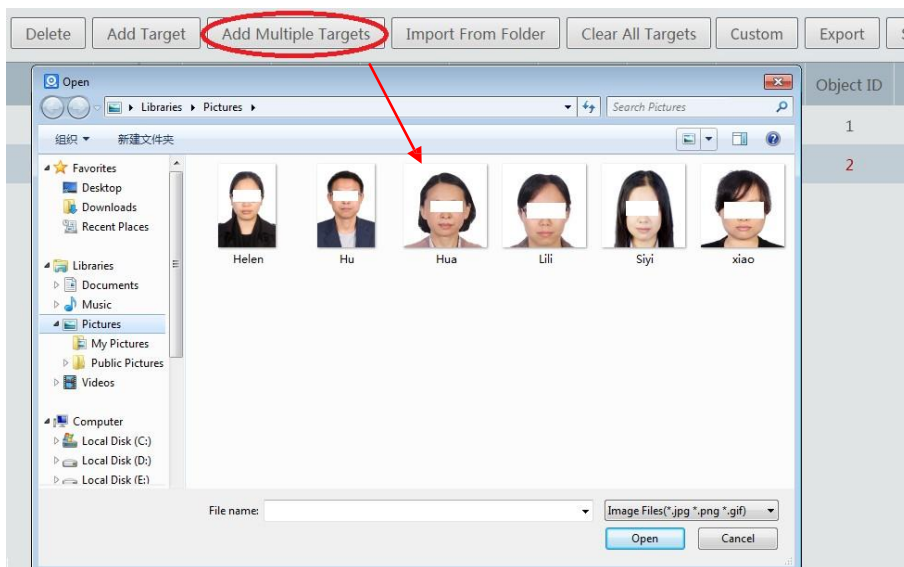 Delete Add Target Add Multiple Targets Import From Folder Clear All Targets Custom Export
Open
Object ID
Libraries Pictures
Search Pictures
组织 新建文件夹
1
2
Favorites
Desktop
Downloads
Recent Places
Libraries
Documents
Music
Pictures
My Pictures
Public Pictures
Videos
Computer
Local Disk (C:)
Local Disk (D:)
Local Disk (E:)
Helen Hu Hua Lili Siyi xiao
File name:
Image Files(*.jpg *.png *.gif)
Open Cancel